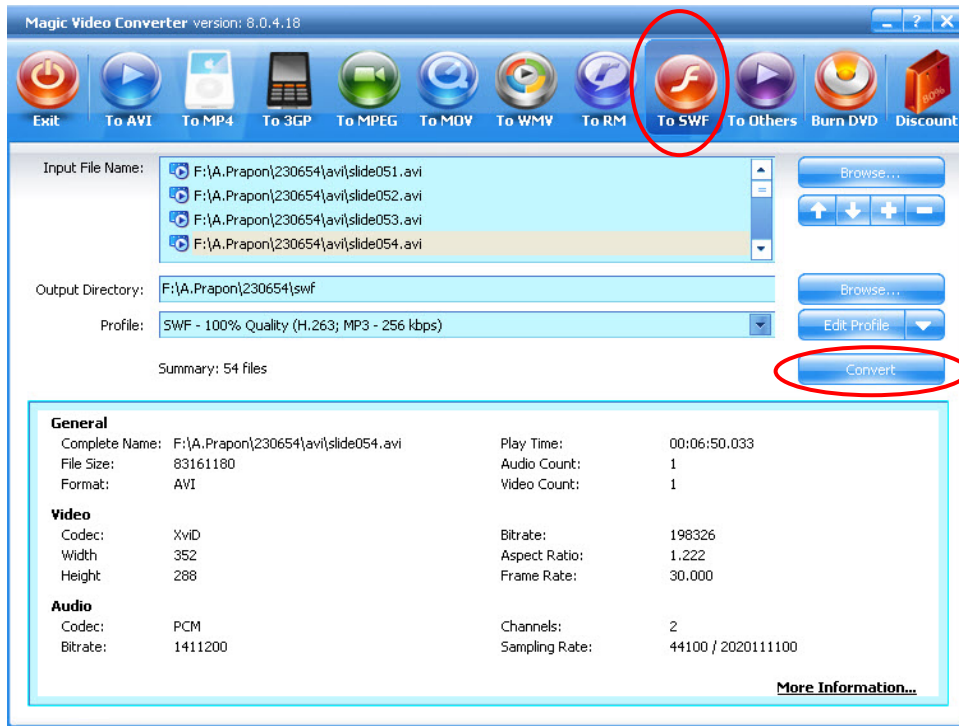 Magic Video Converter version: 8.0.4.18
Exit To AVI To MP4 To 3GP To MPEG To MOV To WMV To RM To SWF To Others Burn DVD 80% Discount
Input File Name: F:\A.Prapon\230654\avi\slide051.avi Browse...
F:\A.Prapon\230654\avi\slide052.avi
F:\A.Prapon\230654\avi\slide053.avi
F:\A.Prapon\230654\avi\slide054.avi
Output Directory: F:\A.Prapon\230654\swf Browse...
Profile: SWF - 100% Quality (H.263; MP3 - 256 kbps) Edit Profile
Summary: 54 files Convert
General
Complete Name: F:\A.Prapon\230654\avi\slide054.avi Play Time: 00:06:50.033
File Size: 83161180 Audio Count: 1
Format: AVI Video Count: 1
Video
Codec: XviD Bitrate: 198326
Width 352 Aspect Ratio: 1.222
Height 288 Frame Rate: 30.000
Audio
Codec: PCM Channels: 2
Bitrate: 1411200 Sampling Rate: 44100 / 2020111100
More Information...